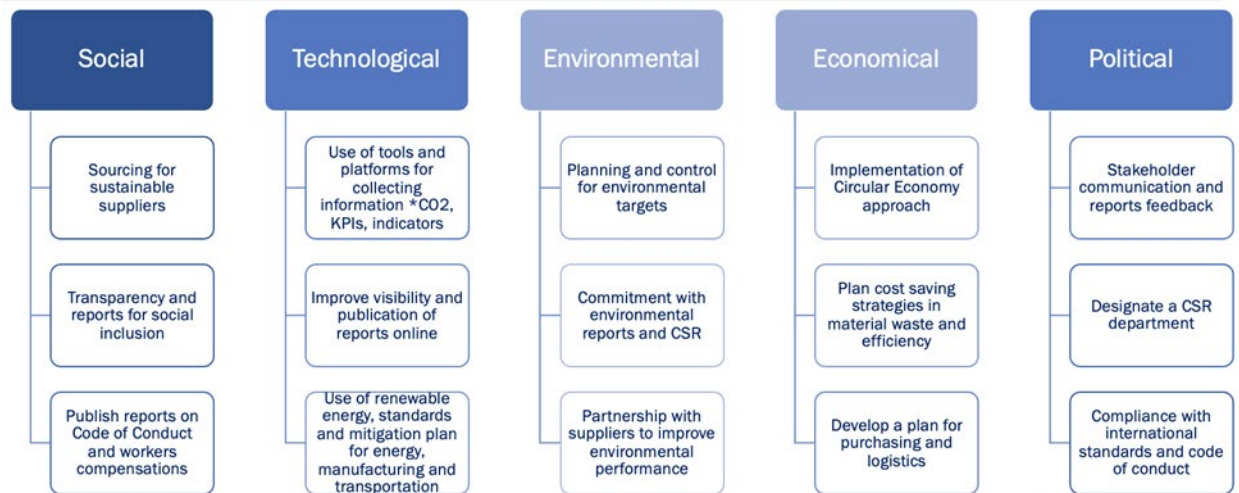 Social
Sourcing for
sustainable
suppliers
Transparency and
reports for social
inclusion
Publish reports on
Code of Conduct
and workers
compensations
Technological
Use of tools and
platforms for
collecting
information *CO2,
KPIs, indicators
Improve visibility and
publication of
reports online
Use of renewable
energy, standards
and mitigation plan
for energy,
manufacturing and
transportation
Environmental
Planning and control
for environmental
targets
Commitment with
environmental
reports and CSR
Partnership with
suppliers to improve
environmental
performance
Economical
Implementation of
Circular Economy
approach
Plan cost saving
strategies in
material waste and
efficiency
Develop a plan for
purchasing and
logistics
Political
Stakeholder
communication and
reports feedback
Designate a CSR
department
Compliance with
international
standards and code
of conduct